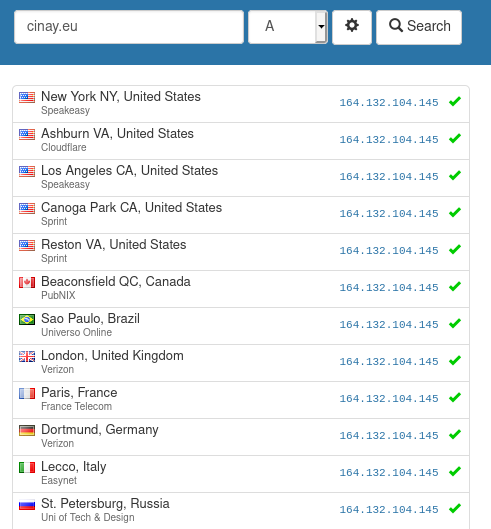 cinay.eu A Search
New York NY, United States
Speakeasy
164.132.104.145
Ashburn VA, United States
Cloudflare
164.132.104.145
Los Angeles CA, United States
Speakeasy
164.132.104.145
Canoga Park CA, United States
Sprint
164.132.104.145
Reston VA, United States
Sprint
164.132.104.145
Beaconsfield QC, Canada
PubNIX
164.132.104.145
Sao Paulo, Brazil
Universo Online
164.132.104.145
London, United Kingdom
Verizon
164.132.104.145
Paris, France
France Telecom
164.132.104.145
Dortmund, Germany
Verizon
164.132.104.145
Lecco, Italy
Easynet
164.132.104.145
St. Petersburg, Russia
Uni of Tech & Design
164.132.104.145